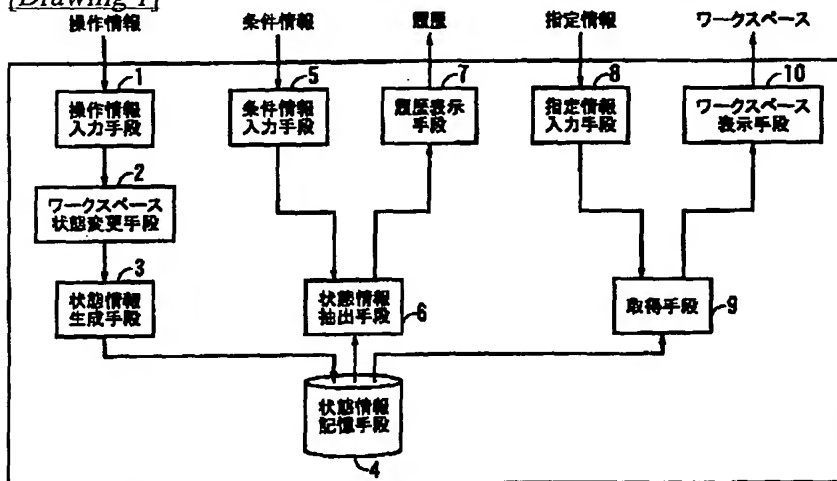 [Drawing 1]
操作情報
条件情報
履歴
指定情報
ワークスペース
1
操作情報
入力手段
5
条件情報
入力手段
7
履歴表示
手段
8
指定情報
入力手段
10
ワークスペース
表示手段
2
ワークスペース
状態変更手段
3
状態情報
生成手段
状態情報
抽出手段
6
取得手段
9
状態情報
記憶手段
4